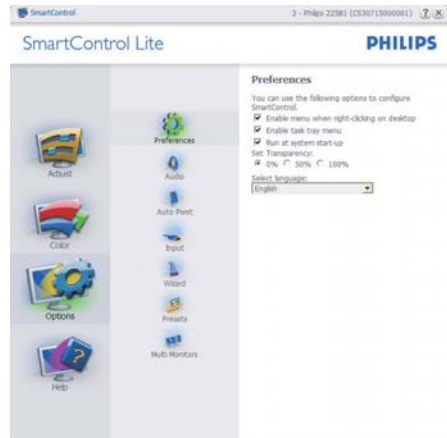 SmartControl
2 - Philips 225B1 (CS30715000001)
SmartControl Lite
PHILIPS
Adjust
Color
Options
Help
Preferences
Audio
Auto Pivot
Input
Wizard
Presets
Multi Monitors
Preferences
You can use the following options to configure
SmartControl.
Enable menu when right-clicking on desktop
Enable task tray menu
Run at system start-up
Set Transparency:
0% 50% 100%
Select language:
English